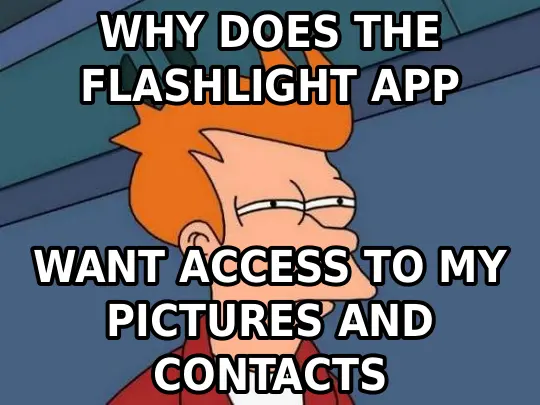 WHY DOES THE
FLASHLIGHT APP
WANT ACCESS TO MY
PICTURES AND
CONTACTS